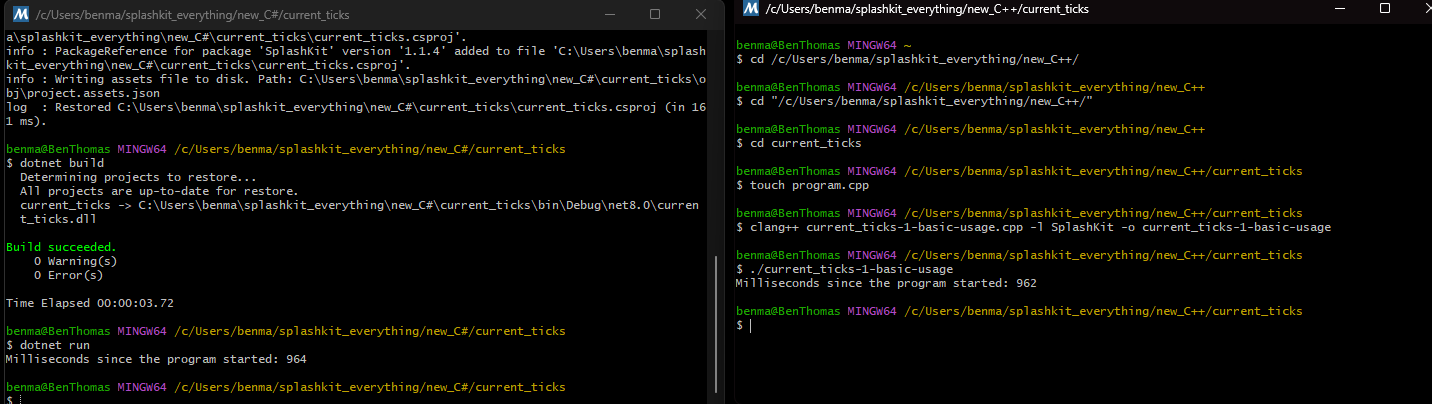 /c/Users/benma/splashkit_everything/new_C#/current_ticks
a\splashkit_everything\new_C#\current_ticks\current_ticks.csproj'.
info : PackageReference for package 'SplashKit' version '1.1.4' added to file 'C:\Users\benma\splash
kit_everything\new_C#\current_ticks\current_ticks.csproj'.
info : Writing assets file to disk. Path: C:\Users\benma\splashkit_everything\new_C#\current_ticks\o
bj\project.assets.json
log  : Restored C:\Users\benma\splashkit_everything\new_C#\current_ticks\current_ticks.csproj (in 16
1 ms).
benma@BenThomas MINGW64 /c/Users/benma/splashkit_everything/new_C#/current_ticks
$ dotnet build
  Determining projects to restore...
  All projects are up-to-date for restore.
  current_ticks -> C:\Users\benma\splashkit_everything\new_C#\current_ticks\bin\Debug\net8.0\curren
  t_ticks.dll
Build succeeded.
    0 Warning(s)
    0 Error(s)
Time Elapsed 00:00:03.72
benma@BenThomas MINGW64 /c/Users/benma/splashkit_everything/new_C#/current_ticks
$ dotnet run
Milliseconds since the program started: 964
benma@BenThomas MINGW64 /c/Users/benma/splashkit_everything/new_C#/current_ticks
$
/c/Users/benma/splashkit_everything/new_C++/current_ticks
benma@BenThomas MINGW64 ~
$ cd /c/Users/benma/splashkit_everything/new_C++/
benma@BenThomas MINGW64 /c/Users/benma/splashkit_everything/new_C++
$ cd "/c/Users/benma/splashkit_everything/new_C++/"
benma@BenThomas MINGW64 /c/Users/benma/splashkit_everything/new_C++
$ cd current_ticks
benma@BenThomas MINGW64 /c/Users/benma/splashkit_everything/new_C++/current_ticks
$ touch program.cpp
benma@BenThomas MINGW64 /c/Users/benma/splashkit_everything/new_C++/current_ticks
$ clang++ current_ticks-1-basic-usage.cpp -l SplashKit -o current_ticks-1-basic-usage
benma@BenThomas MINGW64 /c/Users/benma/splashkit_everything/new_C++/current_ticks
$ ./current_ticks-1-basic-usage
Milliseconds since the program started: 962
benma@BenThomas MINGW64 /c/Users/benma/splashkit_everything/new_C++/current_ticks
$